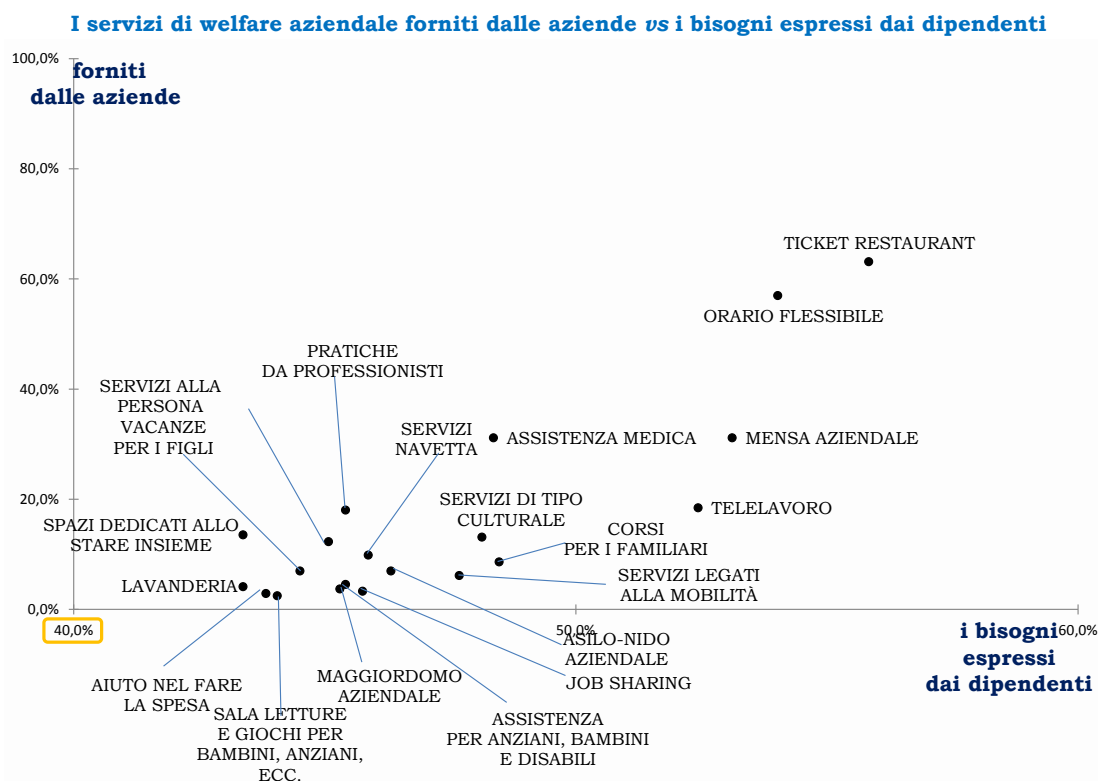 I servizi di welfare aziendale forniti dalle aziende vs i bisogni espressi dai dipendenti
100,0%
forniti
dalle aziende
80,0%
TICKET RESTAURANT
60,0%
ORARIO FLESSIBILE
PRATICHE
DA PROFESSIONISTI
40,0%
SERVIZI ALLA
PERSONA
VACANZE
PER I FIGLI
SERVIZI
NAVETTA
ASSISTENZA MEDICA
MENSA AZIENDALE
20,0%
SERVIZI DI TIPO
CULTURALE
TELELAVORO
SPAZI DEDICATI ALLO
STARE INSIEME
CORSI
PER I FAMILIARI
LAVANDERIA
SERVIZI LEGATI
ALLA MOBILITÀ
0,0%
40,0%
50,0%
60,0%
i bisogni
espressi
dai dipendenti
ASILO-NIDO
AZIENDALE
JOB SHARING
MAGGIORDOMO
AZIENDALE
AIUTO NEL FARE
LA SPESA
SALA LETTURE
E GIOCHI PER
BAMBINI, ANZIANI,
ECC.
ASSISTENZA
PER ANZIANI, BAMBINI
E DISABILI